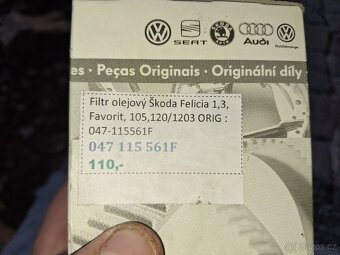 SEAT
Audi
Nutzfahrzeuge
es · Peças Originais · Originální díly
Filtr olejový Škoda Felicia 1,3,
Favorit, 105,120/1203 ORIG :
047-115561F
047 115 561F
110,-